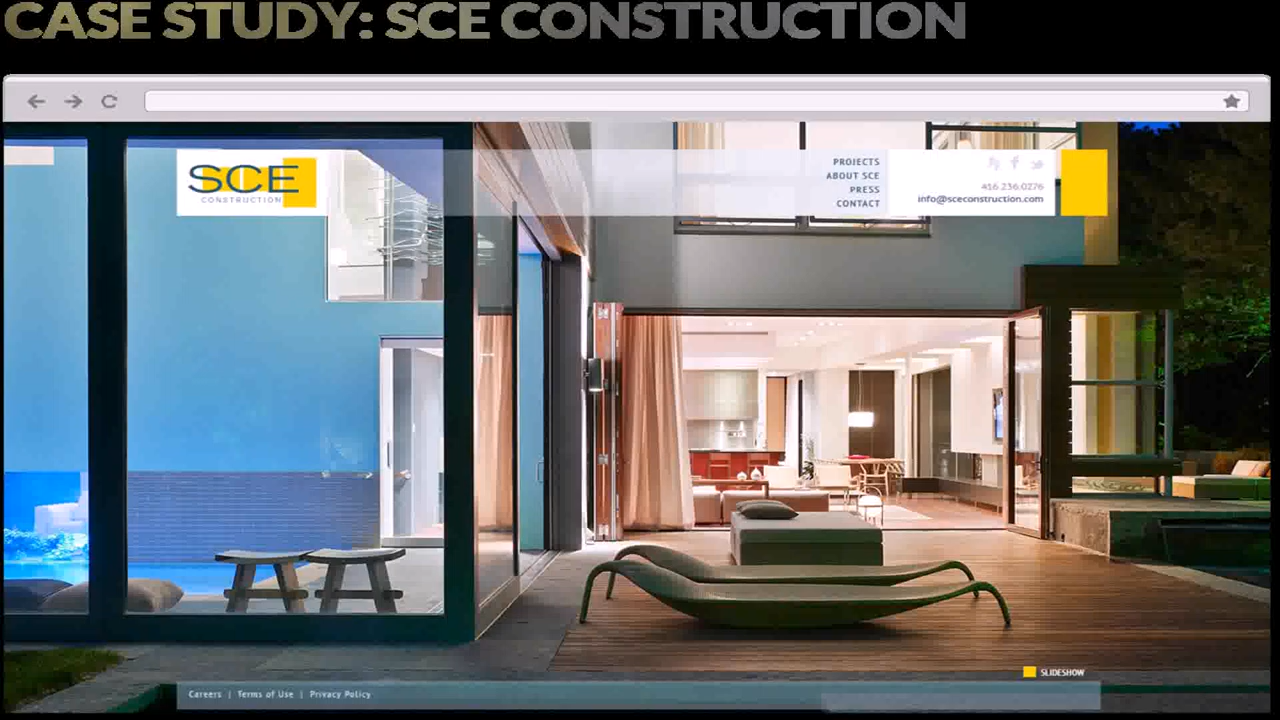 CASE STUDY: SCE CONSTRUCTION
SCE
CONSTRUCTION
PROJECTS
ABOUT SCE
PRESS
CONTACT
416.236.0276
info@sceconstruction.com
SLIDESHOW
Careers | Terms of Use | Privacy Policy